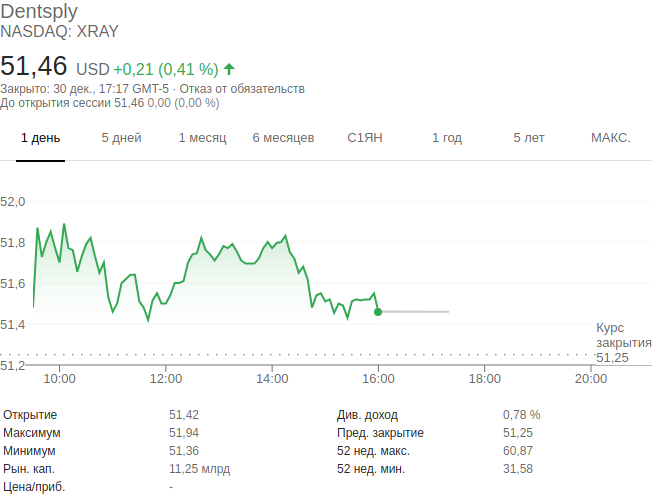 Dentsply
NASDAQ: XRAY
51,46 USD +0,21 (0,41 %)
Закрыто: 30 дек., 17:17 GMT-5 · Отказ от обязательств
До открытия сессии 51,46 0,00 (0,00 %)
1 день 5 дней 1 месяц 6 месяцев С1ЯН 1 год 5 лет МАКС.
52,0
51,8
51,6
51,4
Курс
закрытия
51,25
51,2
10:00 12:00 14:00 16:00 18:00 20:00
Открытие 51,42 Див. доход 0,78 %
Максимум 51,94 Пред. закрытие 51,25
Минимум 51,36 52 нед. макс. 60,87
Рын. кап. 11,25 млрд 52 нед. мин. 31,58
Цена/приб. -